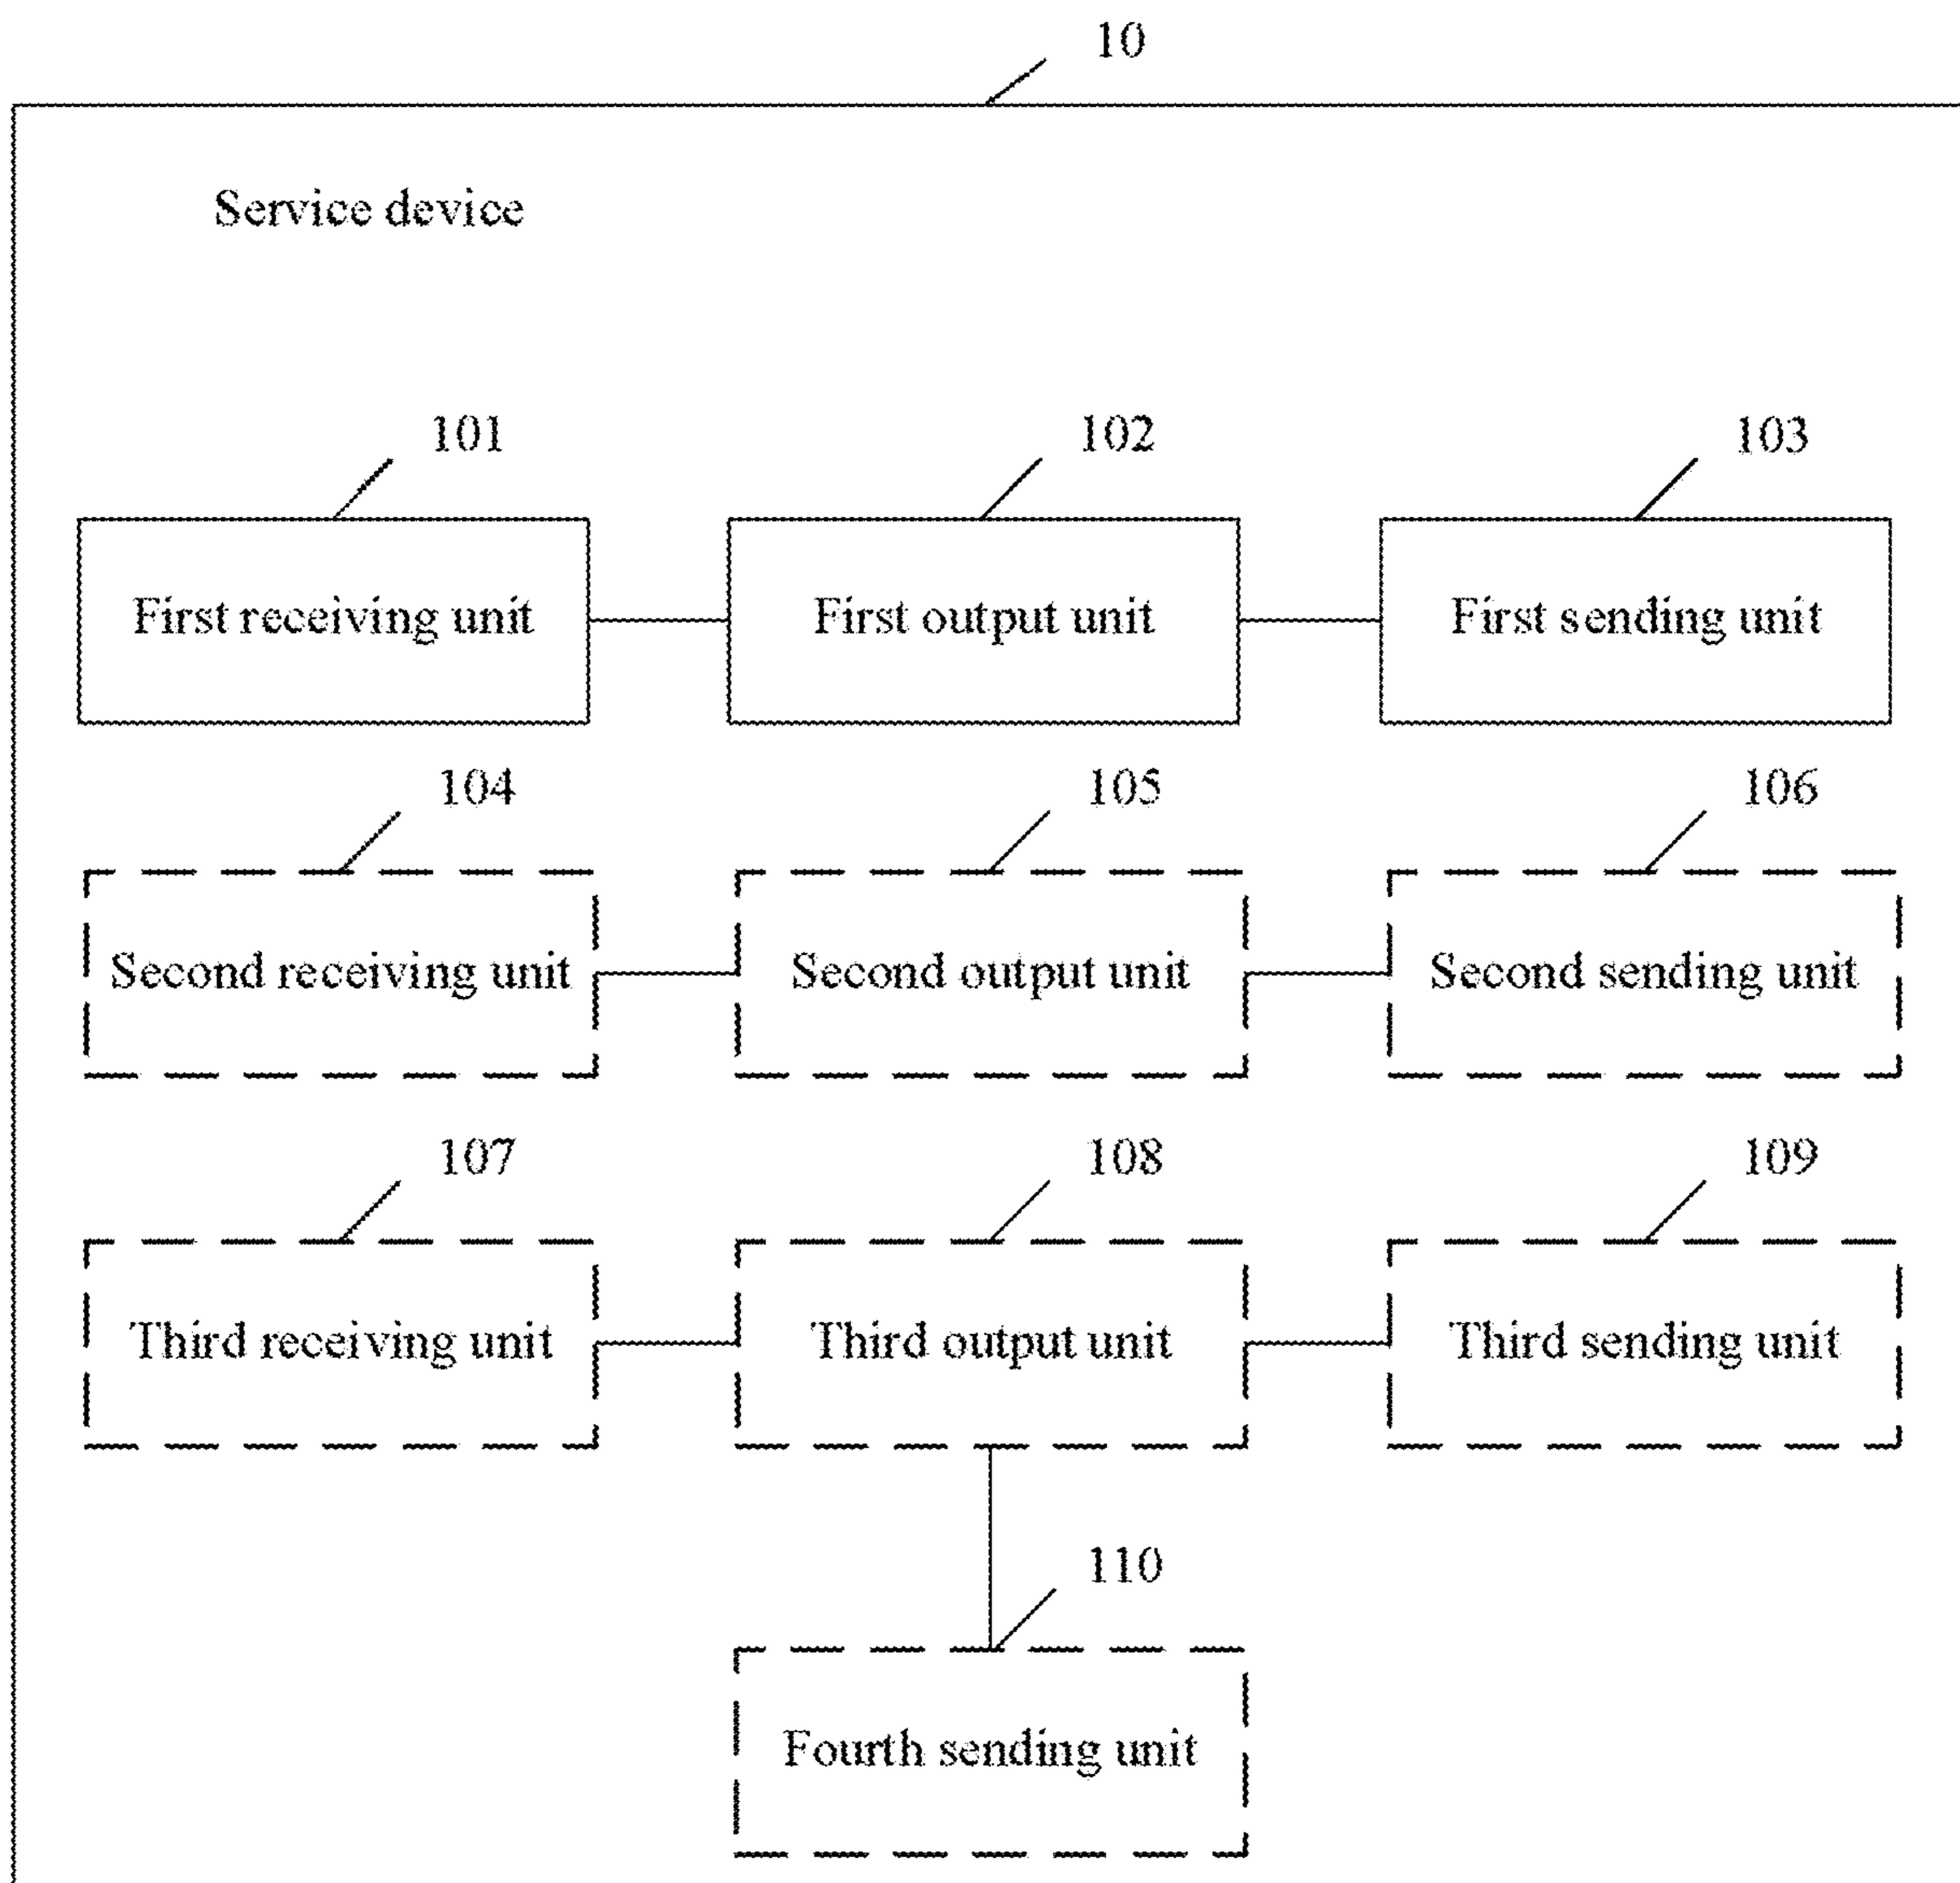 10
Service device
101
102
103
First receiving unit
First output unit
First sending unit
104
105
106
Second receiving unit
Second output unit
Second sending unit
107
108
109
Third receiving unit
Third output unit
Third sending unit
110
Fourth sending unit